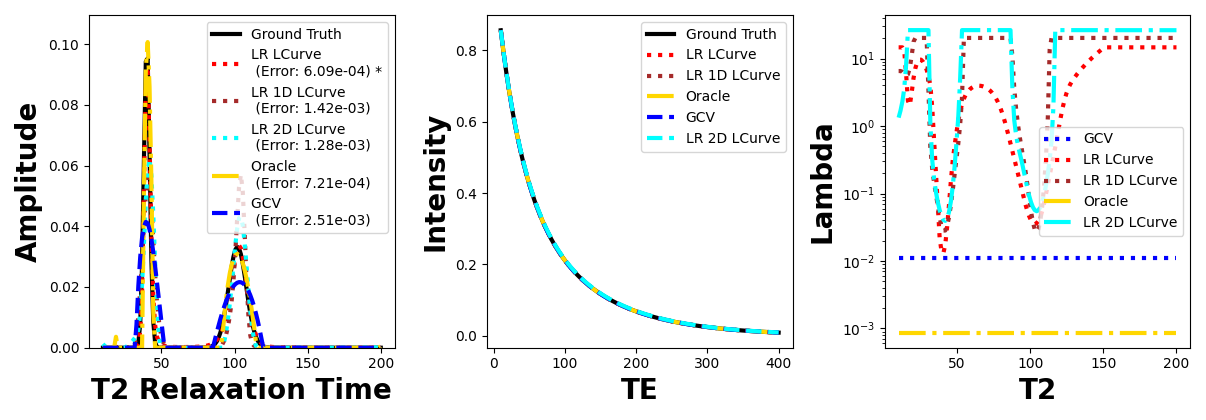 Amplitude
0.10
0.08
0.06
0.04
0.02
0.00
50
100
150
200
T2 Relaxation Time
Ground Truth
LR LCurve
(Error: 6.09e-04) *
LR 1D LCurve
(Error: 1.42e-03)
LR 2D LCurve
(Error: 1.28e-03)
Oracle
(Error: 7.21e-04)
GCV
(Error: 2.51e-03)
Intensity
0.8
0.6
0.4
0.2
0.0
0
100
200
300
400
TE
Ground Truth
LR LCurve
LR 1D LCurve
Oracle
GCV
LR 2D LCurve
Lambda
10¹
10⁰
10⁻¹
10⁻²
10⁻³
50
100
150
200
T2
GCV
LR LCurve
LR 1D LCurve
Oracle
LR 2D LCurve